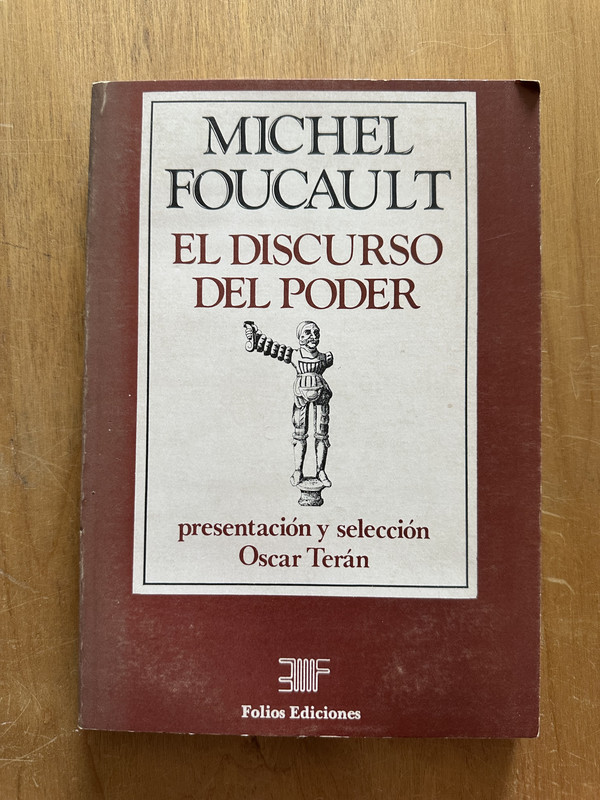 MICHEL
FOUCAULT
EL DISCURSO
DEL PODER
presentación y selección
Oscar Terán
Folios Ediciones